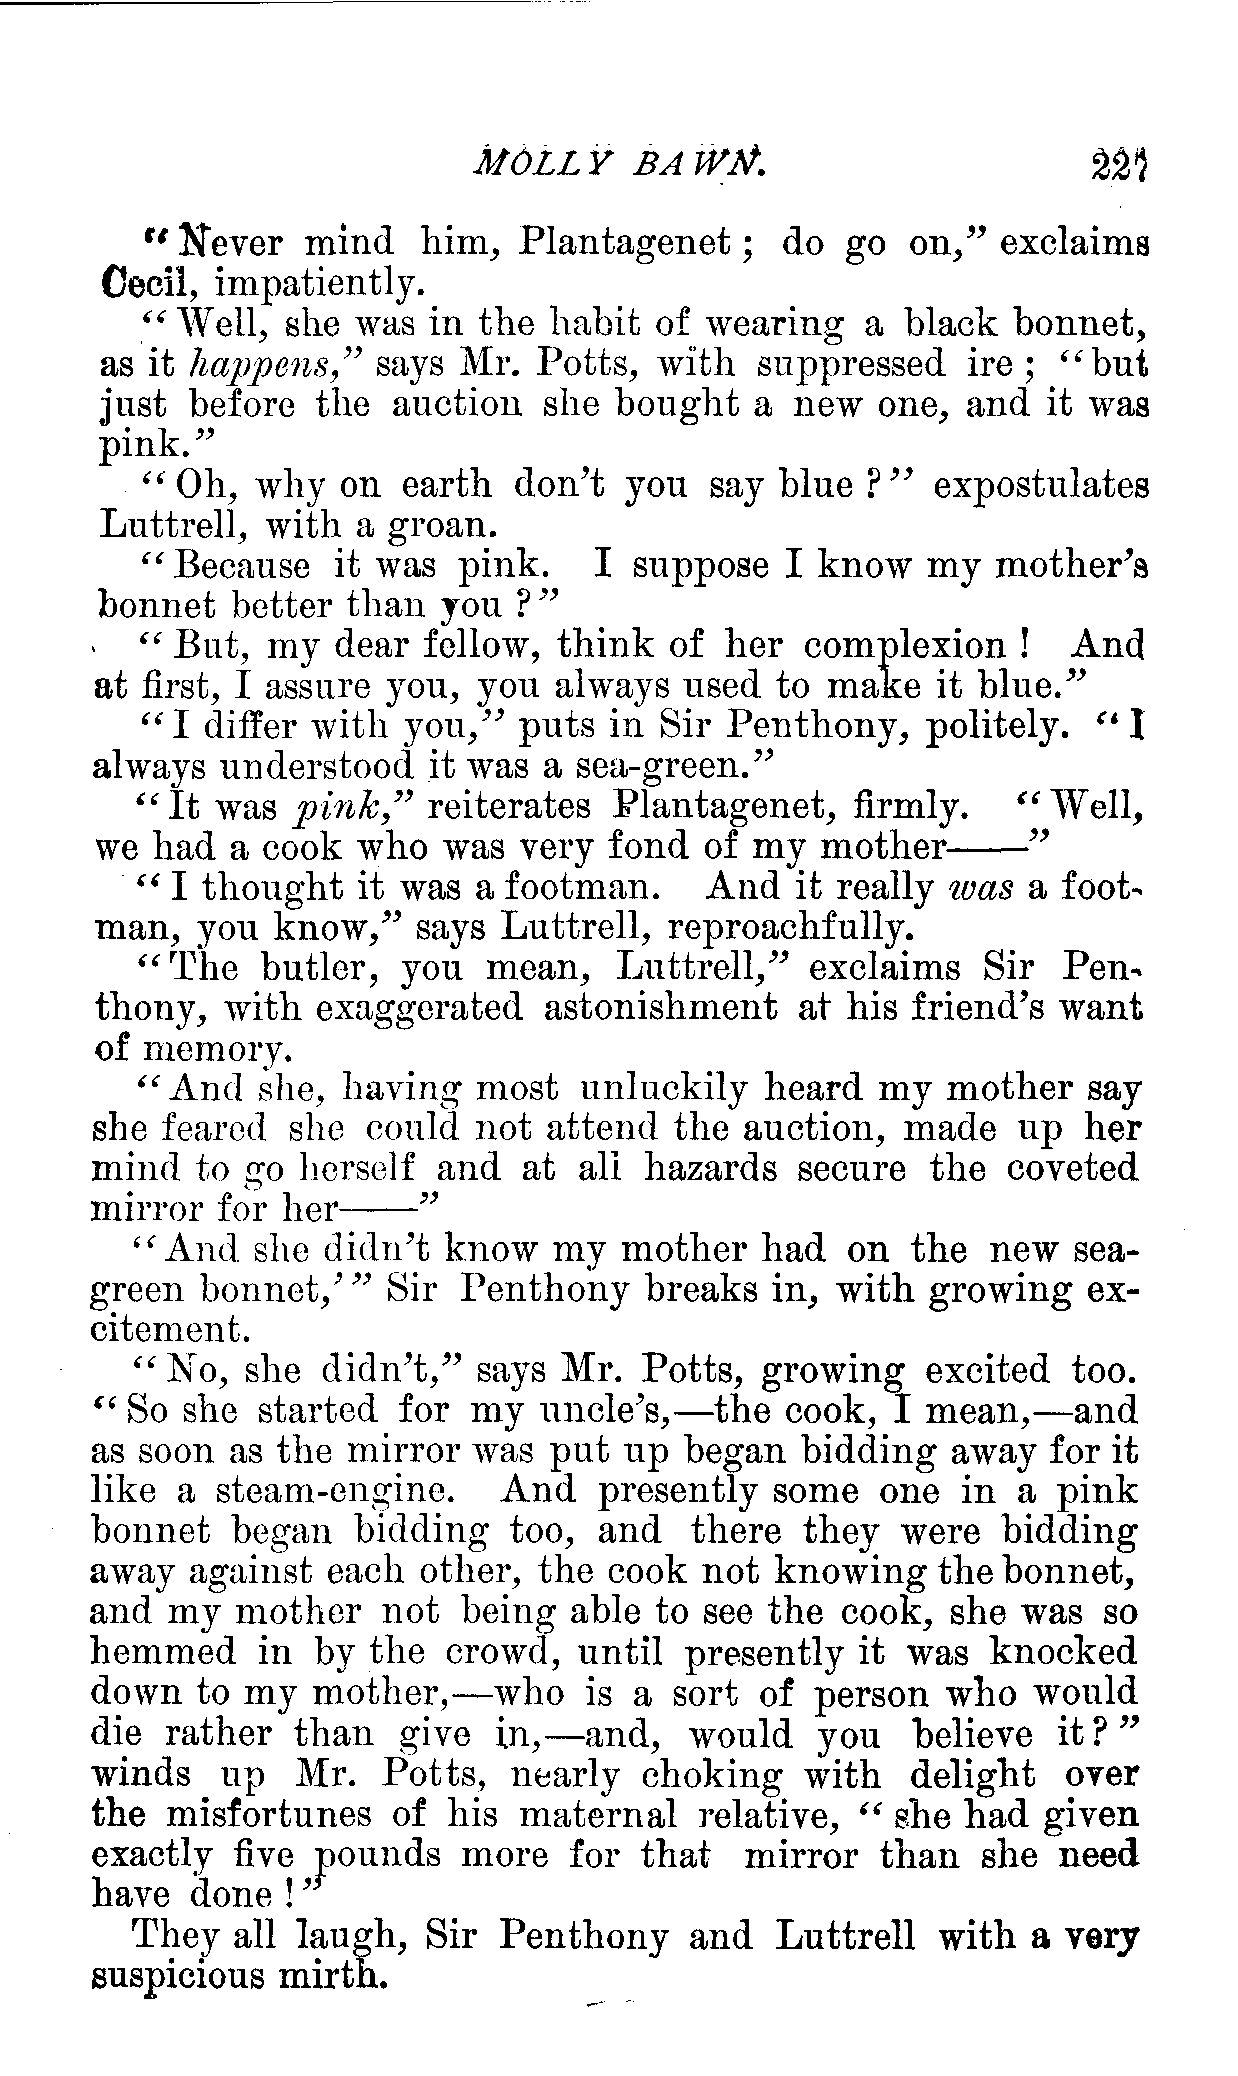 MOLLY BAWN. 227
"Never mind him, Plantagenet; do go on," exclaims
Cecil, impatiently.
"Well, she was in the habit of wearing a black bonnet,
as it happens," says Mr. Potts, with suppressed ire; "but
just before the auction she bought a new one, and it was
pink."
"Oh, why on earth don't you say blue?" expostulates
Luttrell, with a groan.
"Because it was pink. I suppose I know my mother's
bonnet better than you?"
"But, my dear fellow, think of her complexion! And
at first, I assure you, you always used to make it blue."
"I differ with you," puts in Sir Penthony, politely. "I
always understood it was a sea-green."
"It was pink," reiterates Plantagenet, firmly. "Well,
we had a cook who was very fond of my mother——"
"I thought it was a footman. And it really was a foot-
man, you know," says Luttrell, reproachfully.
"The butler, you mean, Luttrell," exclaims Sir Pen-
thony, with exaggerated astonishment at his friend's want
of memory.
"And she, having most unluckily heard my mother say
she feared she could not attend the auction, made up her
mind to go herself and at all hazards secure the coveted
mirror for her——"
"And she didn't know my mother had on the new sea-
green bonnet,'" Sir Penthony breaks in, with growing ex-
citement.
"No, she didn't," says Mr. Potts, growing excited too.
"So she started for my uncle's,—the cook, I mean,—and
as soon as the mirror was put up began bidding away for it
like a steam-engine. And presently some one in a pink
bonnet began bidding too, and there they were bidding
away against each other, the cook not knowing the bonnet,
and my mother not being able to see the cook, she was so
hemmed in by the crowd, until presently it was knocked
down to my mother,—who is a sort of person who would
die rather than give in,—and, would you believe it?"
winds up Mr. Potts, nearly choking with delight over
the misfortunes of his maternal relative, "she had given
exactly five pounds more for that mirror than she need
have done!"
They all laugh, Sir Penthony and Luttrell with a very
suspicious mirth.